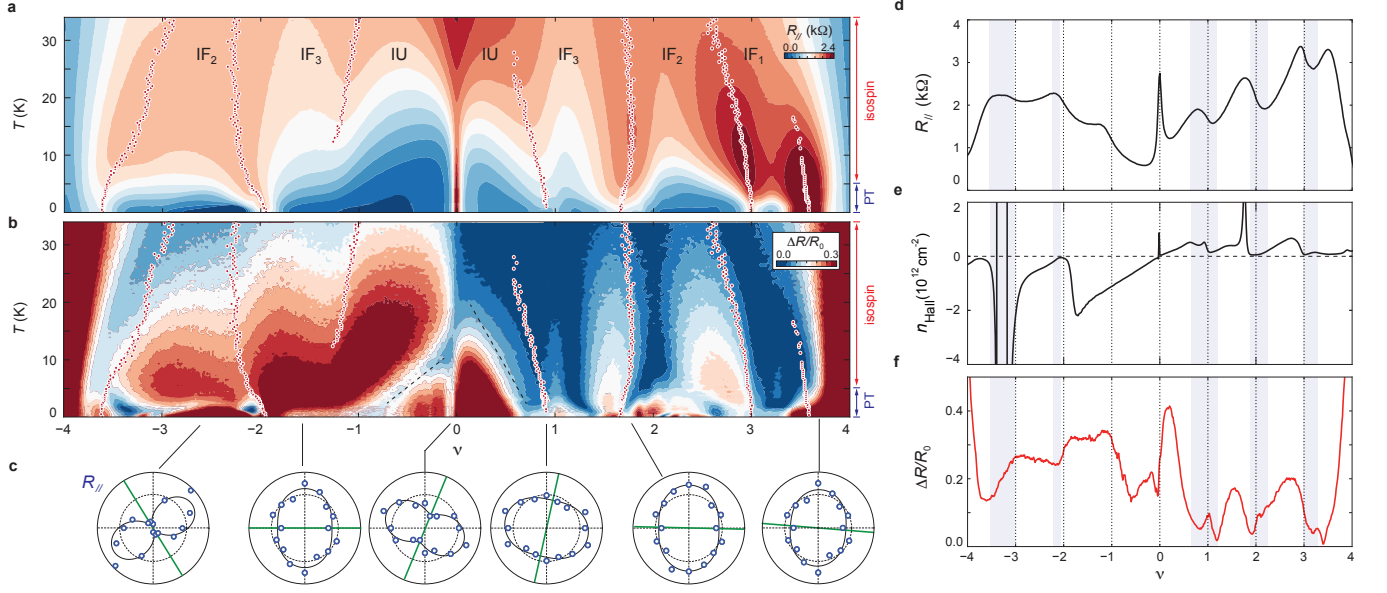 a
T (K)
30
20
10
0
IF2
IF3
IU
IU
IF3
IF2
IF1
R// (kΩ)
0.0 2.4
isospin
PT
b
T (K)
30
20
10
0
ΔR/R0
0.0 0.3
isospin
PT
−4 −3 −2 −1 0 1 2 3 4
ν
c
R//
d
R// (kΩ)
4
3
2
1
0
e
nHall(10 12 cm-2)
2
0
−2
−4
f
ΔR/R0
0.4
0.2
0.0
−4 −3 −2 −1 0 1 2 3 4
ν